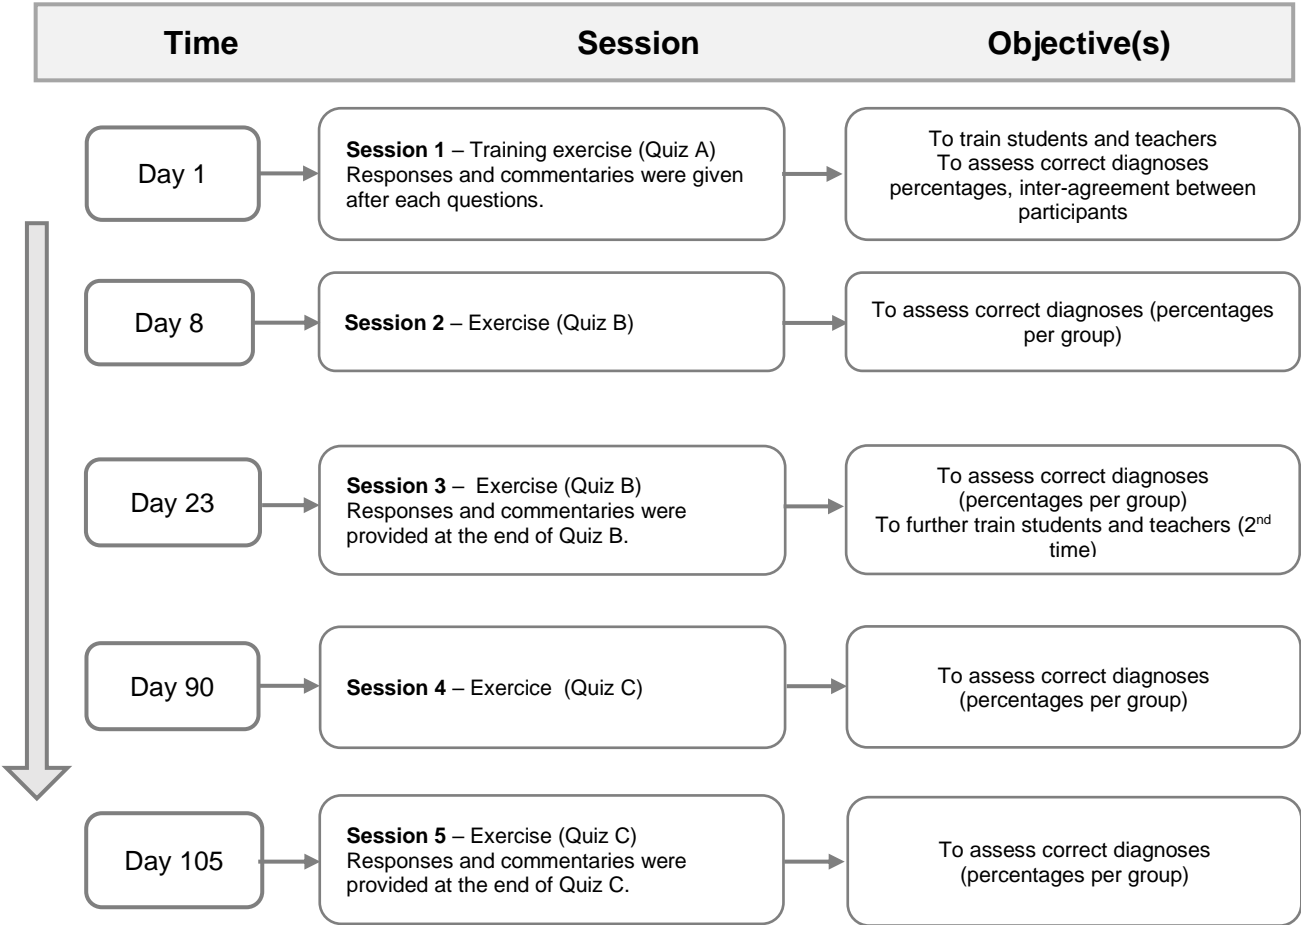 Time Session Objective(s)
Day 1
Session 1 – Training exercise (Quiz A)
Responses and commentaries were given
after each questions.
To train students and teachers
To assess correct diagnoses
percentages, inter-agreement between
participants
Day 8
Session 2 – Exercise (Quiz B)
To assess correct diagnoses (percentages
per group)
Day 23
Session 3 – Exercise (Quiz B)
Responses and commentaries were
provided at the end of Quiz B.
To assess correct diagnoses
(percentages per group)
To further train students and teachers (2nd
time)
Day 90
Session 4 – Exercice (Quiz C)
To assess correct diagnoses
(percentages per group)
Day 105
Session 5 – Exercise (Quiz C)
Responses and commentaries were
provided at the end of Quiz C.
To assess correct diagnoses
(percentages per group)